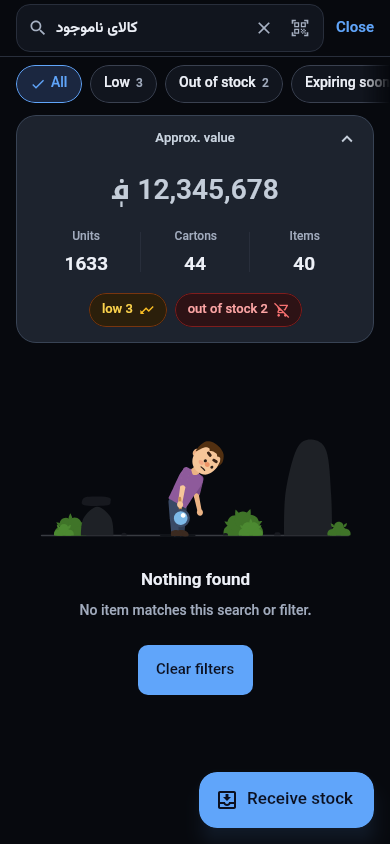 کالای ناموجود
Close
All
Low 3
Out of stock 2
Expiring soon
Approx. value
؋ 12,345,678
Units
Cartons
Items
1633
44
40
low 3
out of stock 2
Nothing found
No item matches this search or filter.
Clear filters
Receive stock